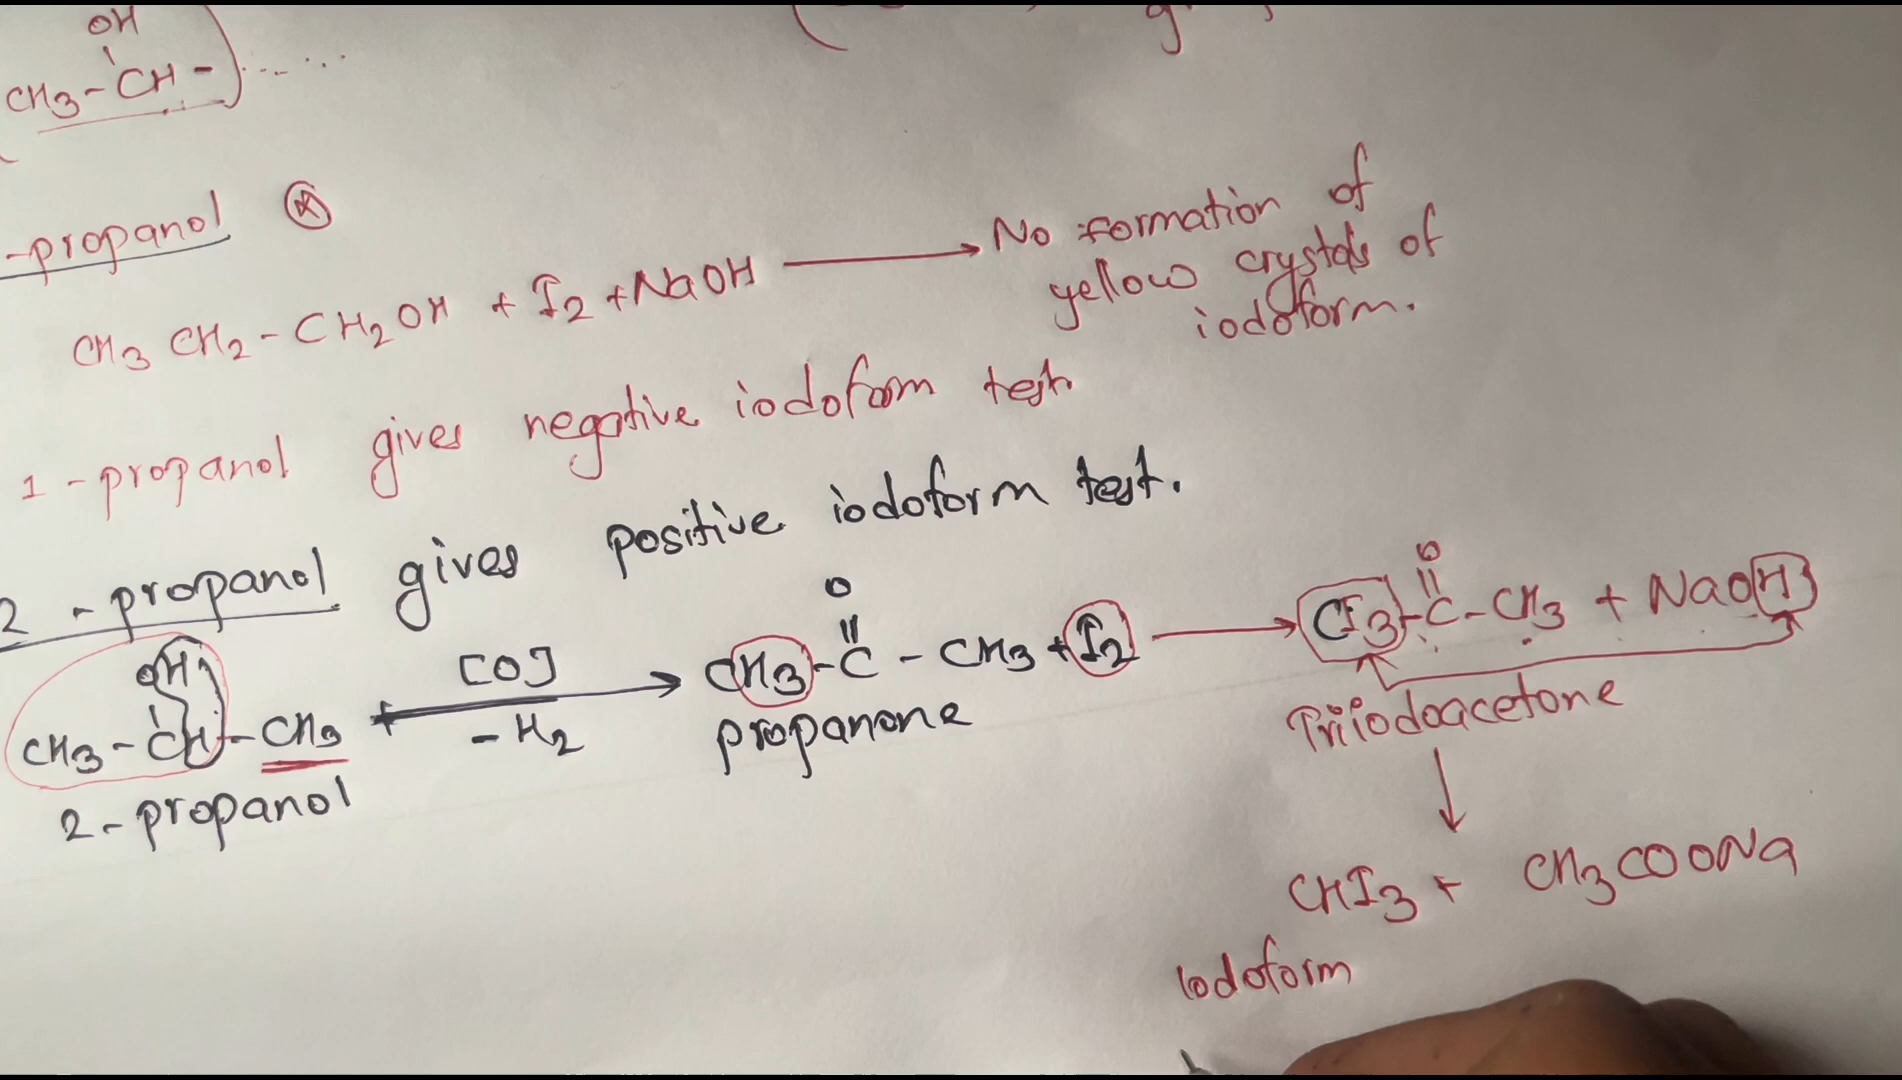 OH
CH3-CH-).......
-propanol
CH3 CH2-CH2OH + I2 + NaOH → No formation of
yellow crystals of
iodoform.
1-propanol gives negative iodoform test
2-propanol gives positive iodoform test.
OH
CH3-CH-CH3
[O]
-H2
2-propanol
O
CH3-C-CH3 + I2
propanone
O
CI3-C-CH3 + NaOH
Triiodoacetone
CHI3 + CH3COONa
Iodoform